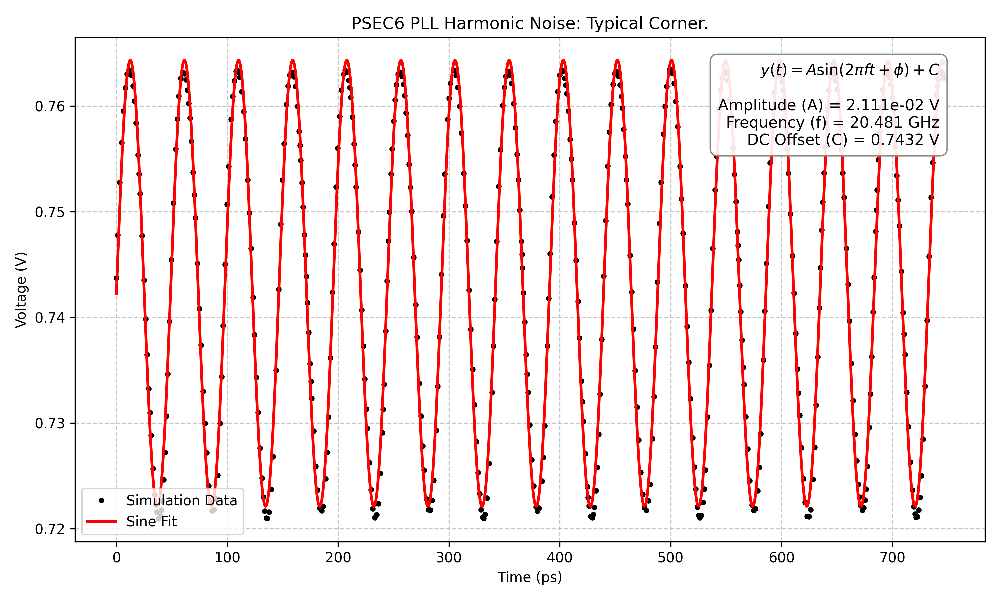 PSEC6 PLL Harmonic Noise: Typical Corner.
y(t) = A sin(2πft + ϕ) + C
Amplitude (A) = 2.111e-02 V
Frequency (f) = 20.481 GHz
DC Offset (C) = 0.7432 V
Voltage (V)
0.76
0.75
0.74
0.73
0.72
Simulation Data
Sine Fit
0 100 200 300 400 500 600 700
Time (ps)